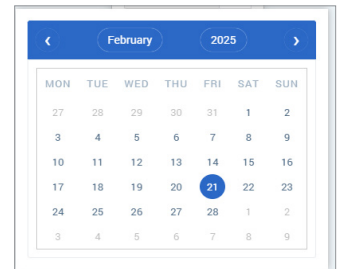 ‹ February 2025 ›
MON TUE WED THU FRI SAT SUN
27 28 29 30 31 1 2
3 4 5 6 7 8 9
10 11 12 13 14 15 16
17 18 19 20 21 22 23
24 25 26 27 28 1 2
3 4 5 6 7 8 9